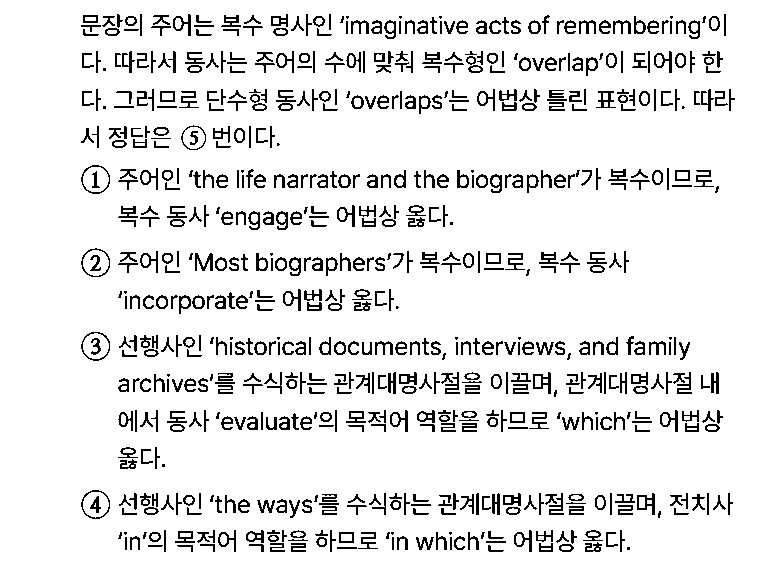 문장의 주어는 복수 명사인 ‘imaginative acts of remembering’이
다. 따라서 동사는 주어의 수에 맞춰 복수형인 ‘overlap’이 되어야 한
다. 그러므로 단수형 동사인 ‘overlaps’는 어법상 틀린 표현이다. 따라
서 정답은 ⑤번이다.
① 주어인 ‘the life narrator and the biographer’가 복수이므로,
복수 동사 ‘engage’는 어법상 옳다.
② 주어인 ‘Most biographers’가 복수이므로, 복수 동사
‘incorporate’는 어법상 옳다.
③ 선행사인 ‘historical documents, interviews, and family
archives’를 수식하는 관계대명사절을 이끌며, 관계대명사절 내
에서 동사 ‘evaluate’의 목적어 역할을 하므로 ‘which’는 어법상
옳다.
④ 선행사인 ‘the ways’를 수식하는 관계대명사절을 이끌며, 전치사
‘in’의 목적어 역할을 하므로 ‘in which’는 어법상 옳다.